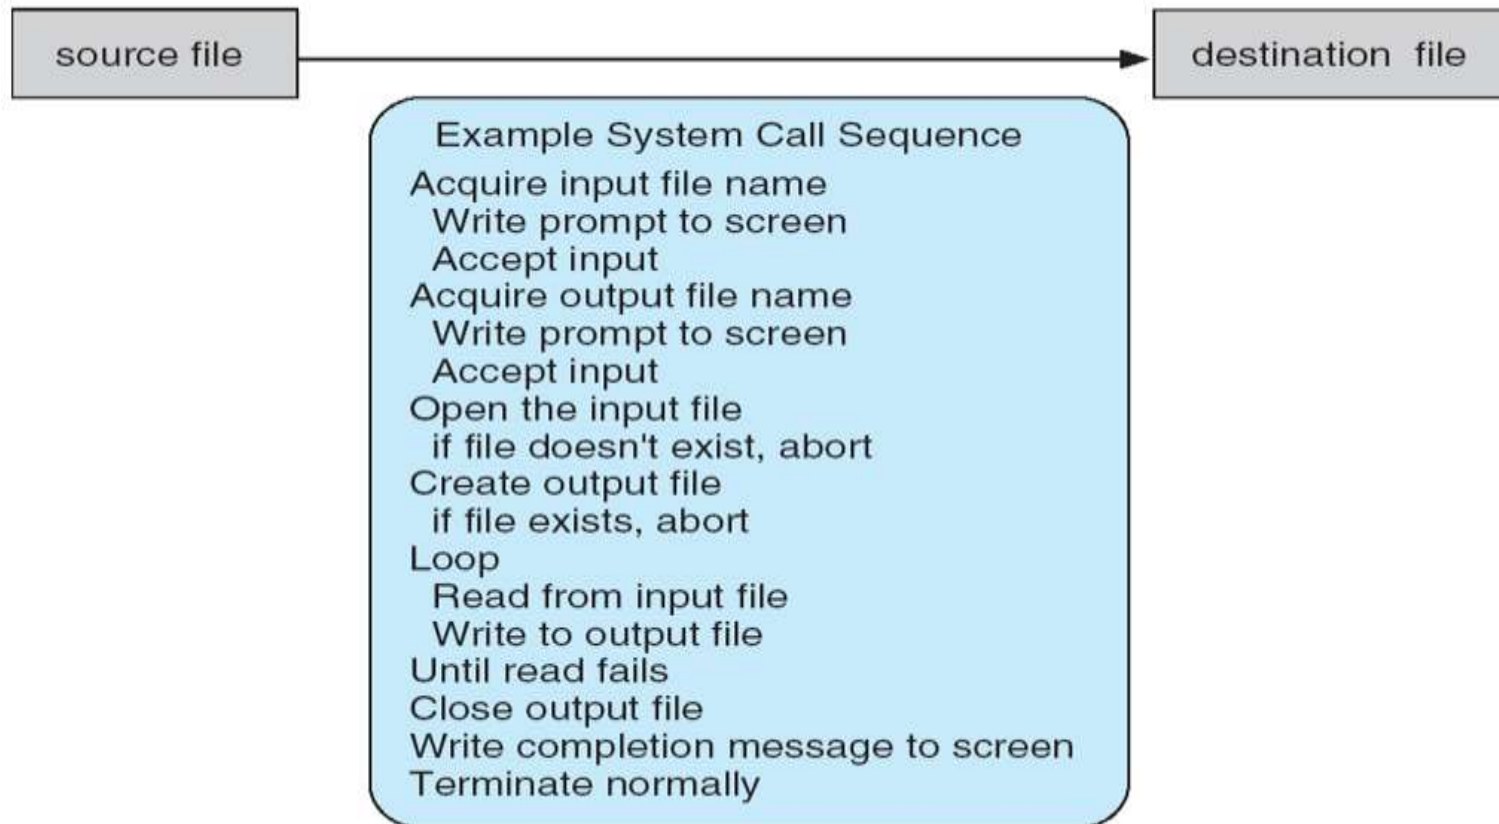 source file
destination file
Example System Call Sequence
Acquire input file name
Write prompt to screen
Accept input
Acquire output file name
Write prompt to screen
Accept input
Open the input file
if file doesn't exist, abort
Create output file
if file exists, abort
Loop
Read from input file
Write to output file
Until read fails
Close output file
Write completion message to screen
Terminate normally